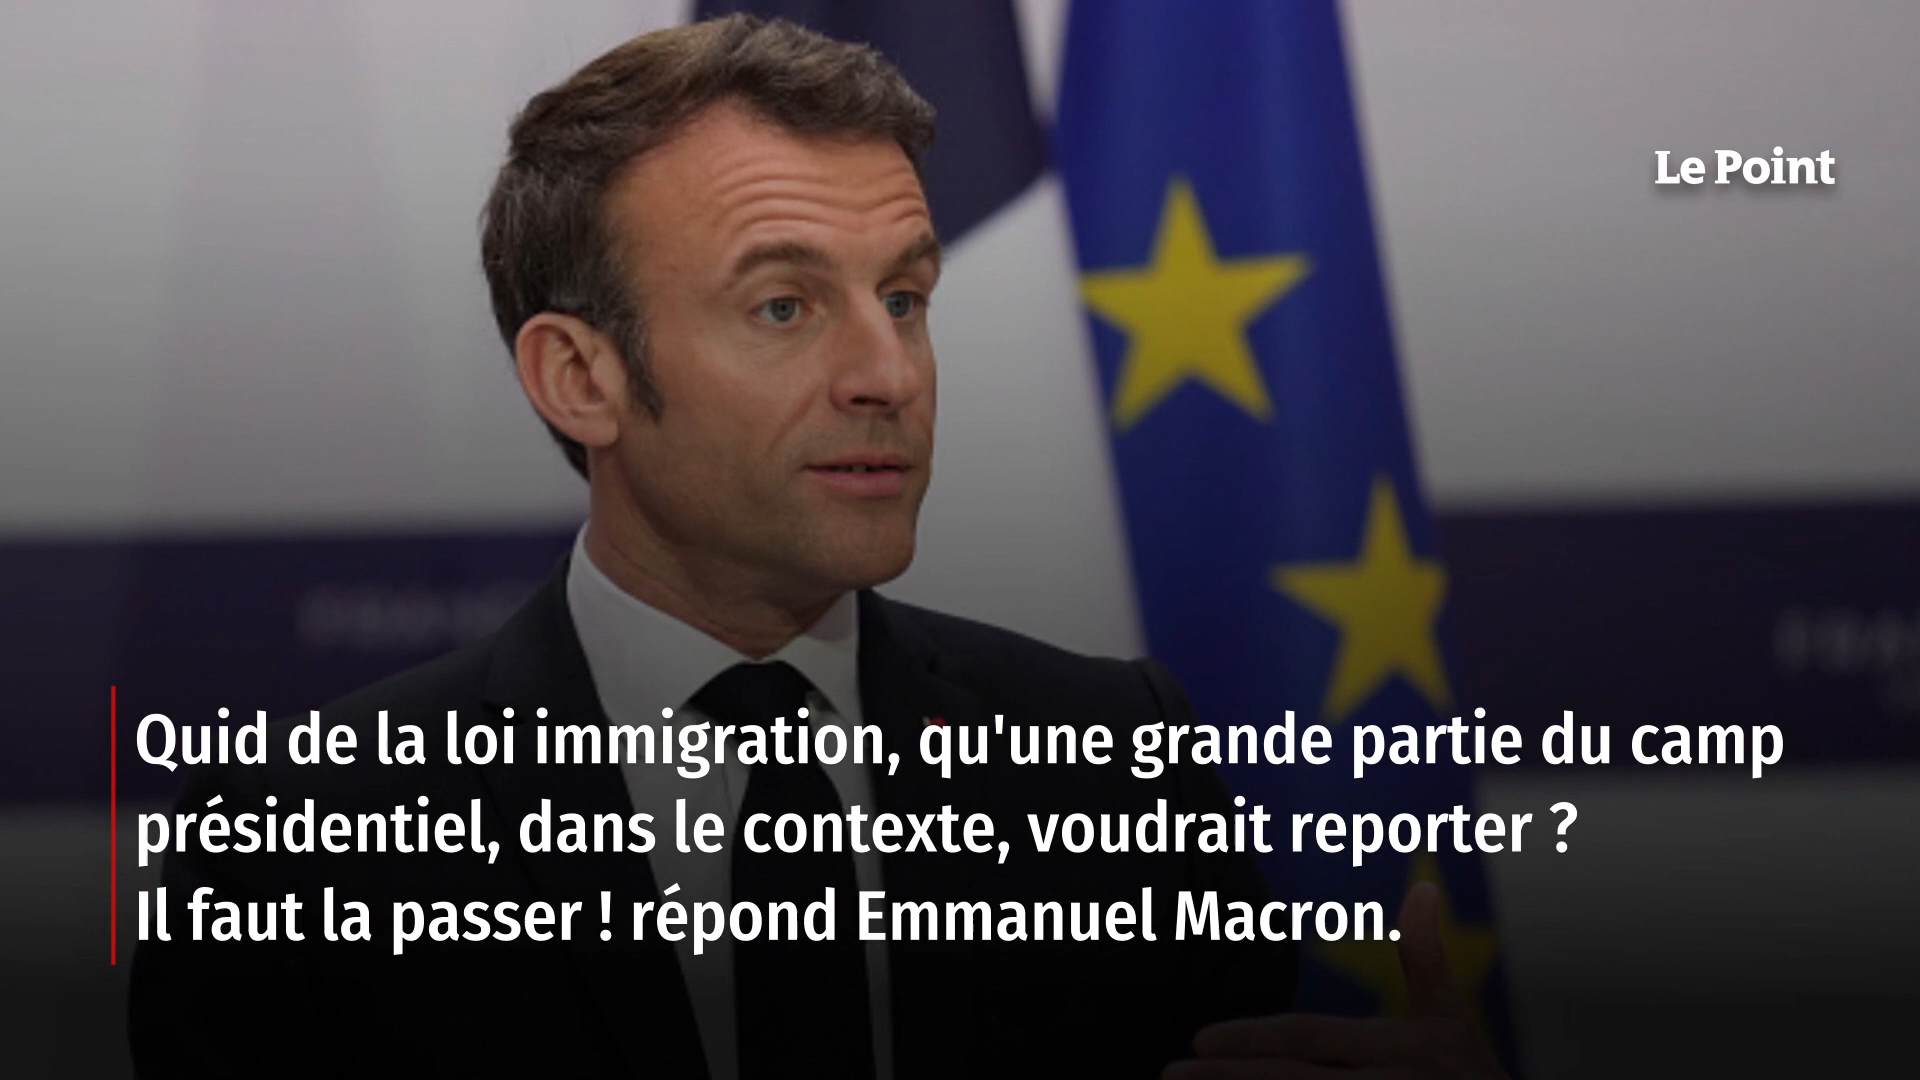 Le Point
Quid de la loi immigration, qu'une grande partie du camp
présidentiel, dans le contexte, voudrait reporter ?
Il faut la passer ! répond Emmanuel Macron.